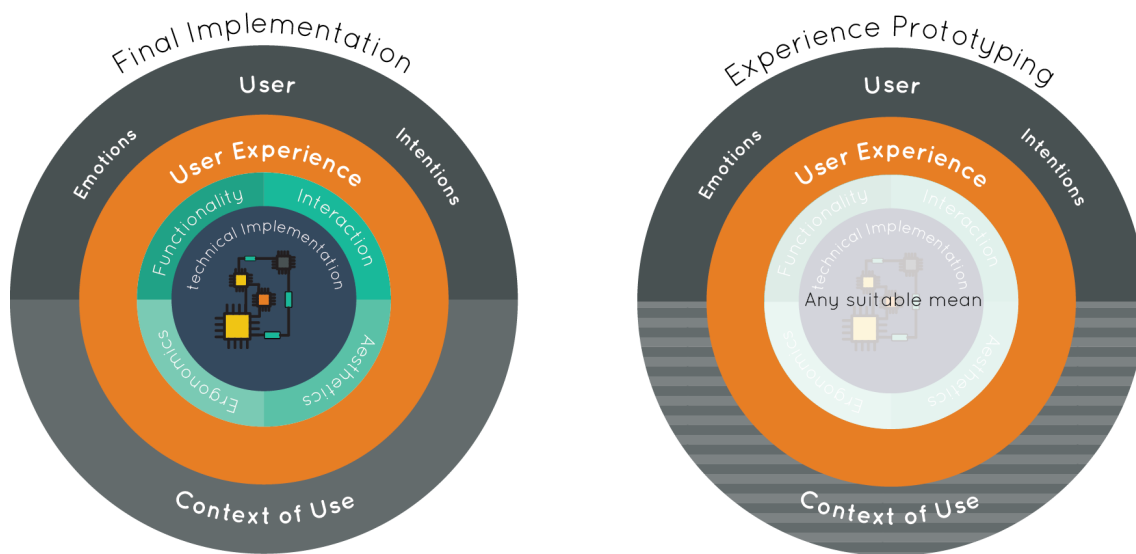 Final Implementation
User
Emotions
Intentions
User Experience
Functionality
Interaction
technical Implementation
Ergonomics
Aesthetics
Context of Use
Experience Prototyping
User
Emotions
Intentions
User Experience
Functionality
Interaction
technical Implementation
Any suitable mean
Ergonomics
Aesthetics
Context of Use